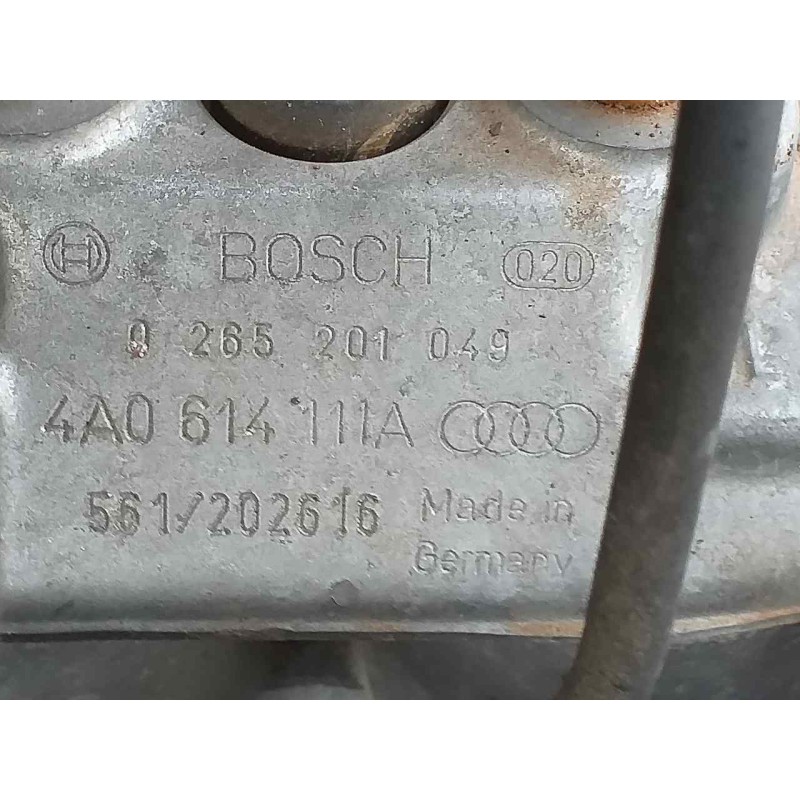 BOSCH 020
0 265 201 049
4A0 614 111A
561/202616 Made in
Germany